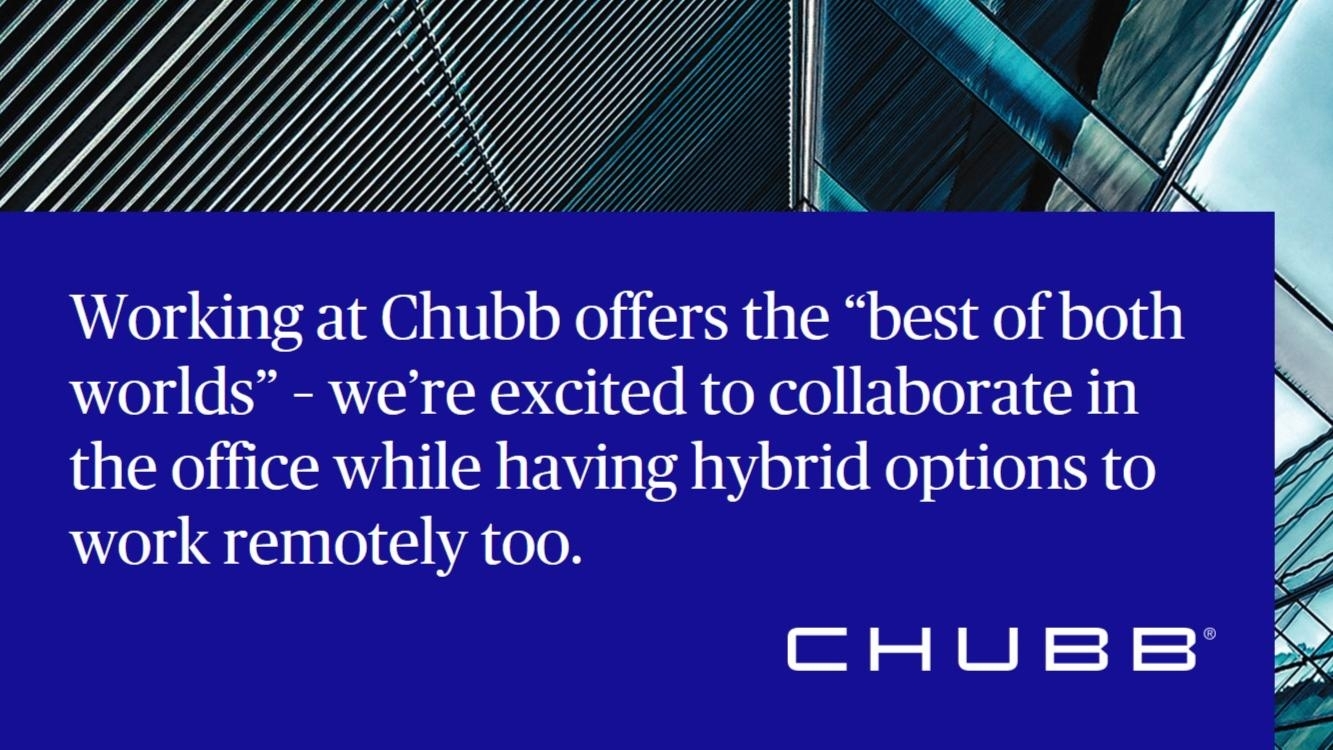 Working at Chubb offers the “best of both
worlds” - we’re excited to collaborate in
the office while having hybrid options to
work remotely too.
CHUBB®